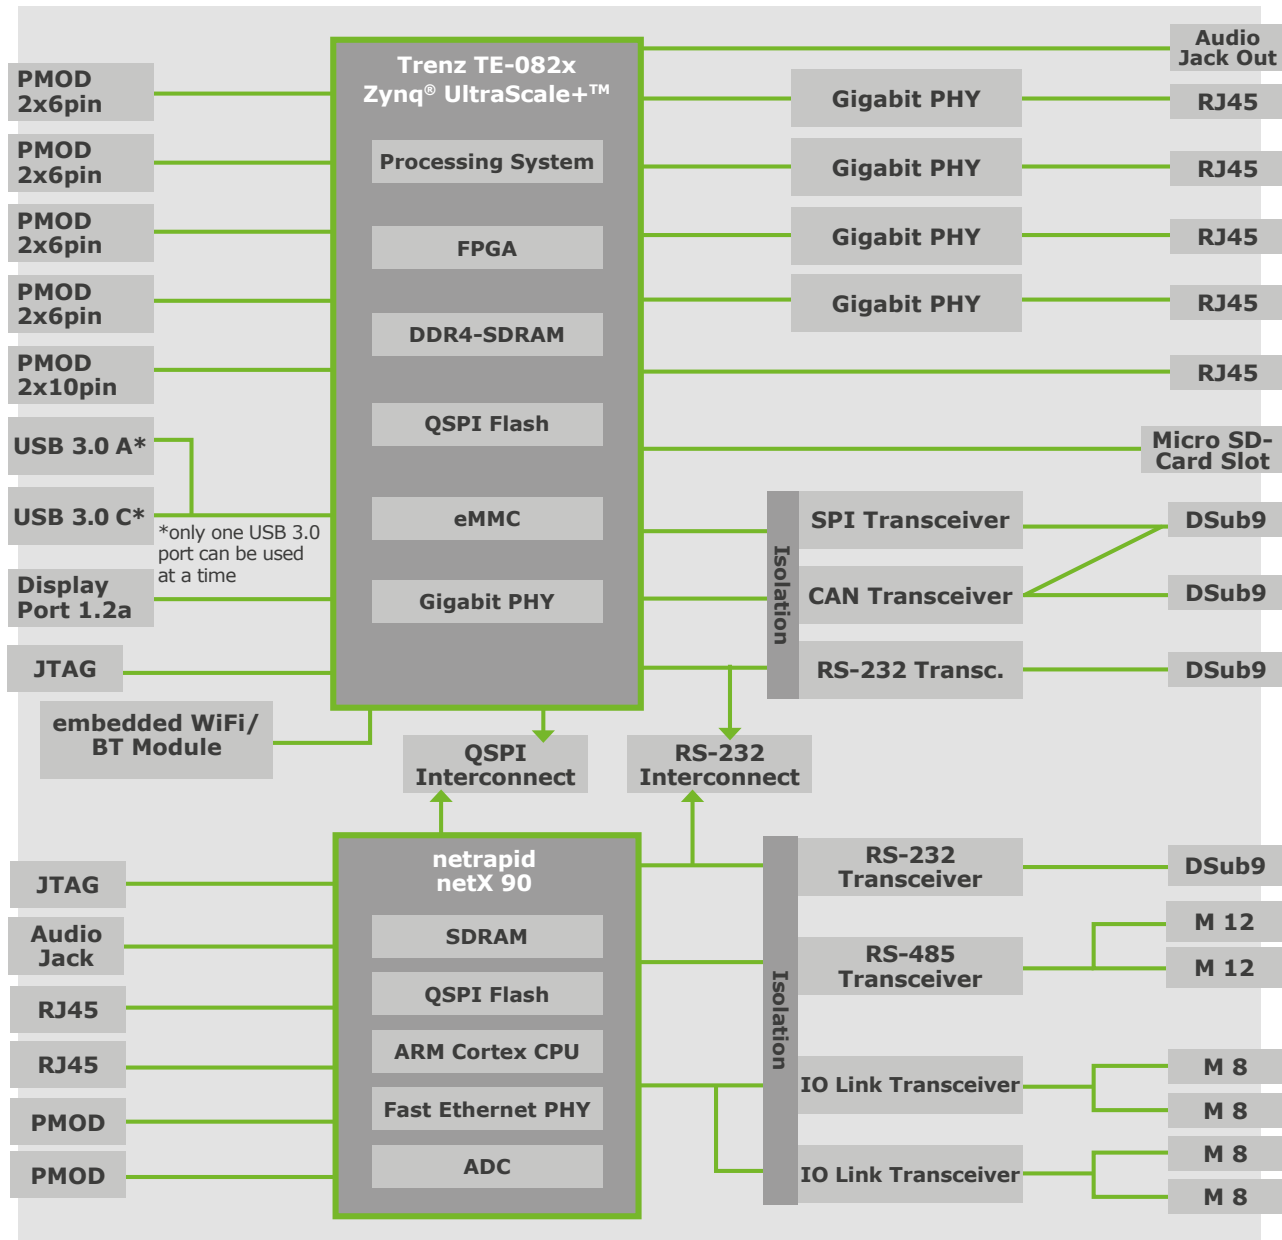 Audio
Jack Out
Trenz TE-082x
Zynq® UltraScale+™
PMOD
2x6pin
Gigabit PHY
RJ45
PMOD
2x6pin
Processing System
Gigabit PHY
RJ45
PMOD
2x6pin
FPGA
Gigabit PHY
RJ45
PMOD
2x6pin
DDR4-SDRAM
Gigabit PHY
RJ45
PMOD
2x10pin
RJ45
USB 3.0 A*
QSPI Flash
Micro SD-
Card Slot
USB 3.0 C*
*only one USB 3.0
port can be used
at a time
eMMC
Isolation
SPI Transceiver
DSub9
Display
Port 1.2a
Gigabit PHY
CAN Transceiver
DSub9
JTAG
RS-232 Transc.
DSub9
embedded WiFi/
BT Module
QSPI
Interconnect
RS-232
Interconnect
netrapid
netX 90
JTAG
Isolation
RS-232
Transceiver
DSub9
Audio
Jack
SDRAM
RS-485
Transceiver
M 12
M 12
RJ45
QSPI Flash
RJ45
ARM Cortex CPU
IO Link Transceiver
M 8
M 8
PMOD
Fast Ethernet PHY
PMOD
ADC
IO Link Transceiver
M 8
M 8